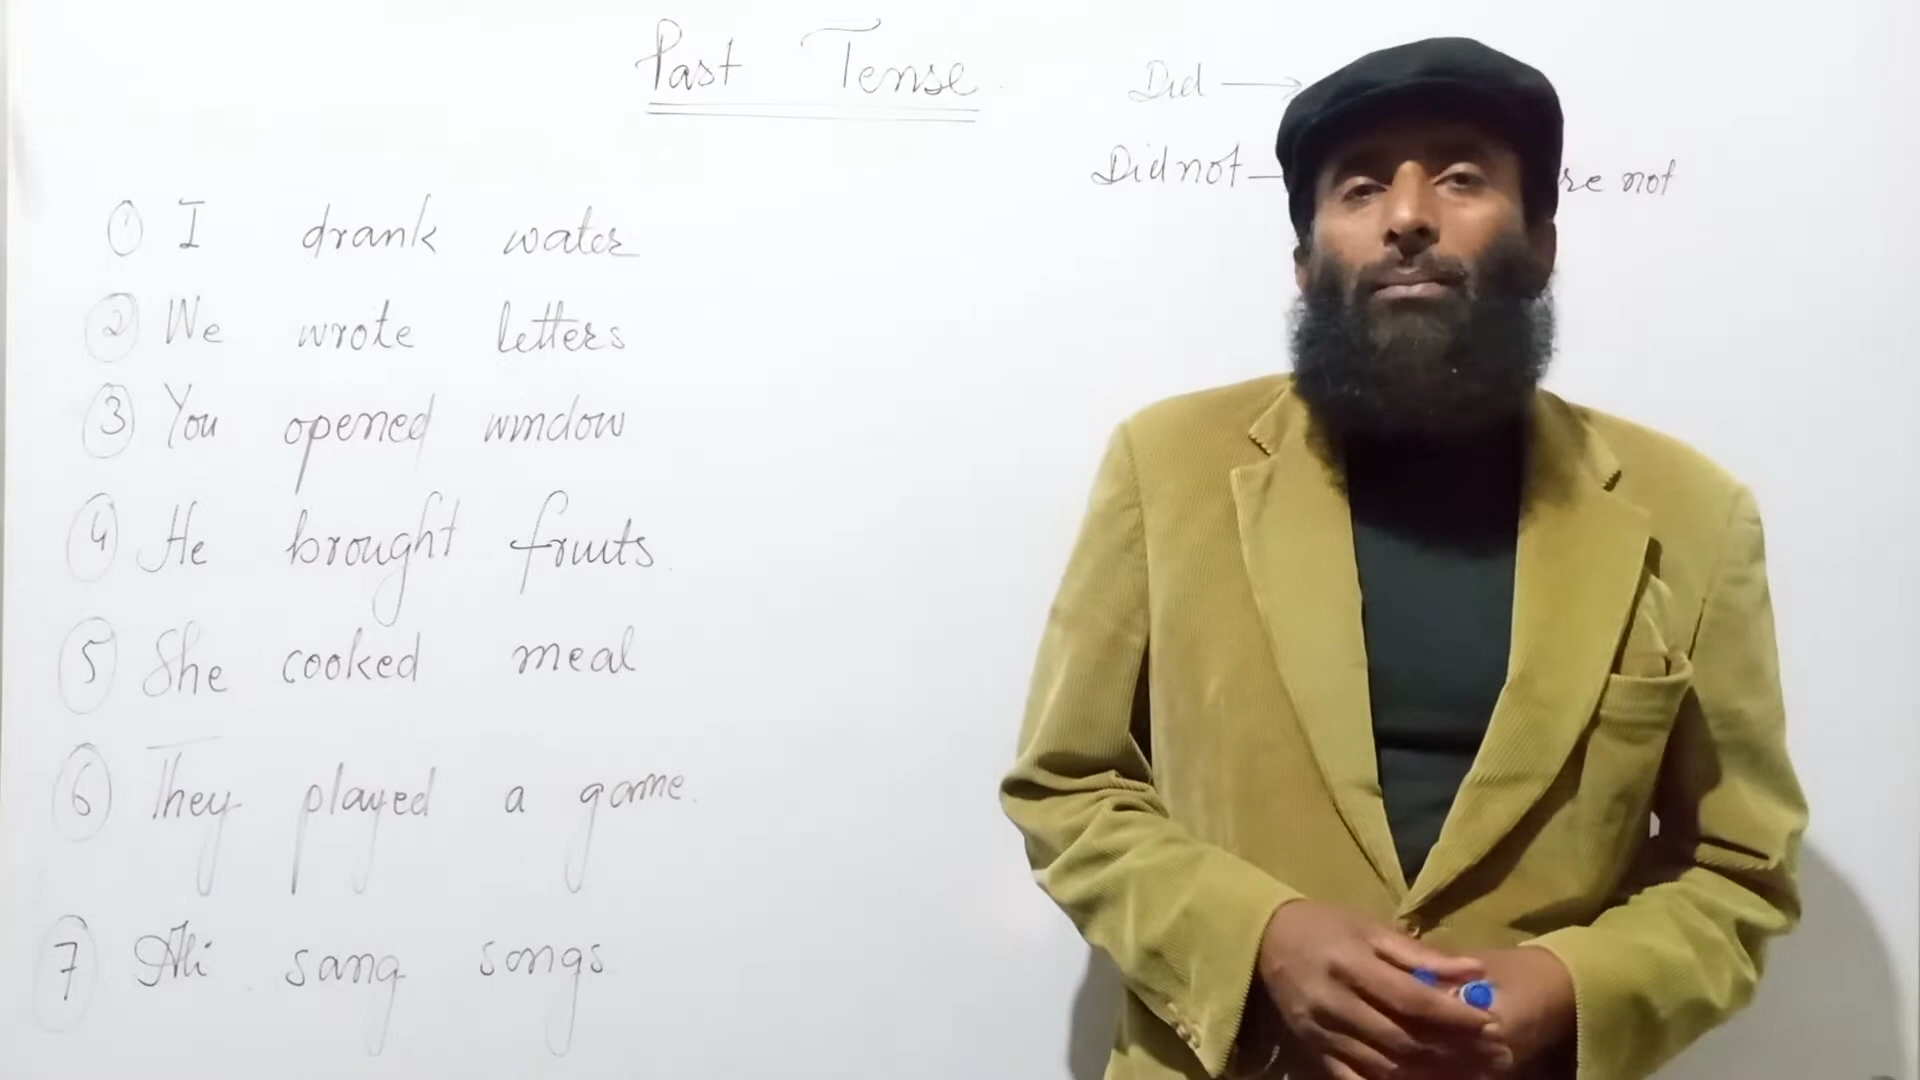 Past Tense
Did →
Did not — re not
① I drank water
② We wrote letters
③ You opened window
④ He brought fruits.
⑤ She cooked meal
⑥ They played a game.
⑦ Ali sang songs